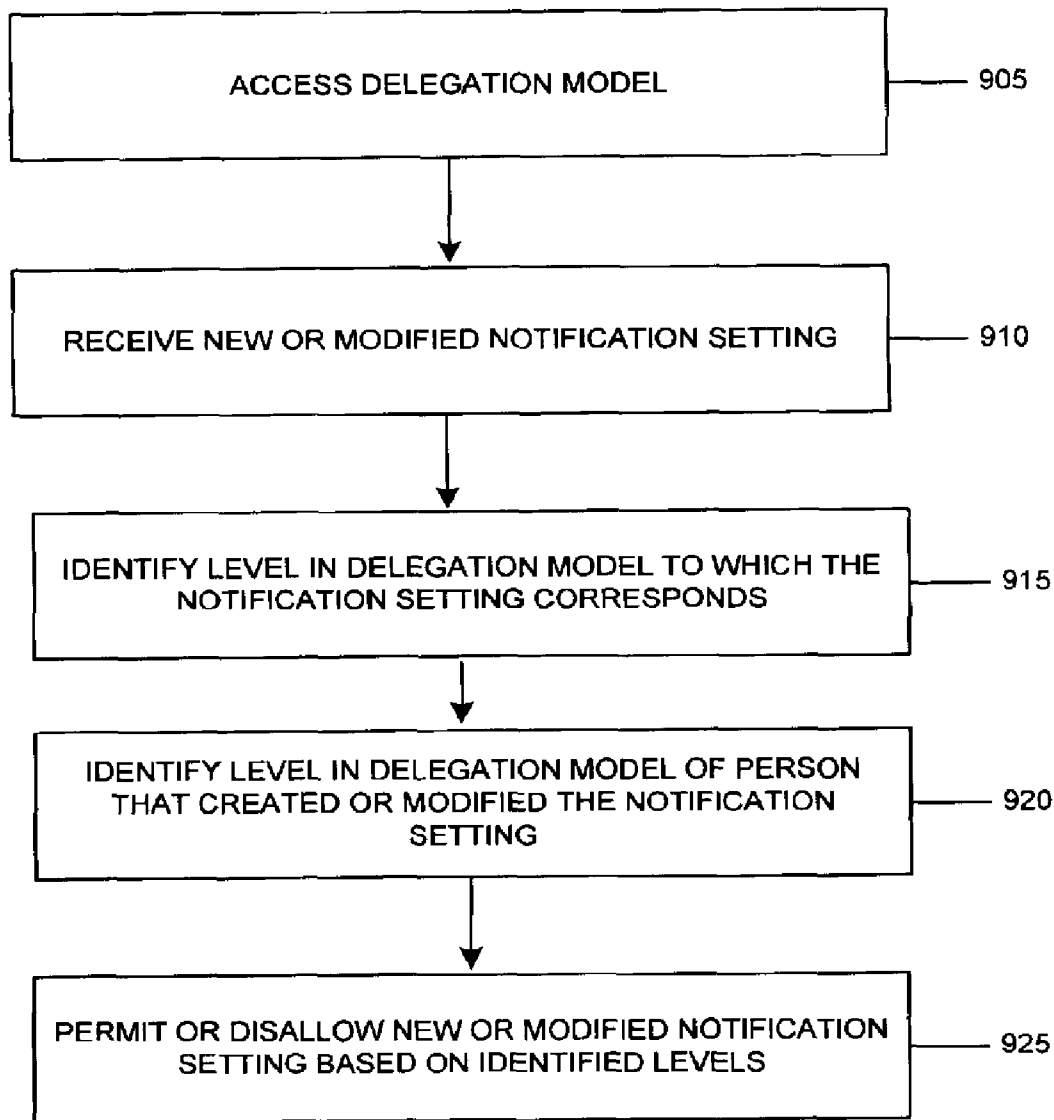 ACCESS DELEGATION MODEL
905
RECEIVE NEW OR MODIFIED NOTIFICATION SETTING
910
IDENTIFY LEVEL IN DELEGATION MODEL TO WHICH THE
NOTIFICATION SETTING CORRESPONDS
915
IDENTIFY LEVEL IN DELEGATION MODEL OF PERSON
THAT CREATED OR MODIFIED THE NOTIFICATION
SETTING
920
PERMIT OR DISALLOW NEW OR MODIFIED NOTIFICATION
SETTING BASED ON IDENTIFIED LEVELS
925